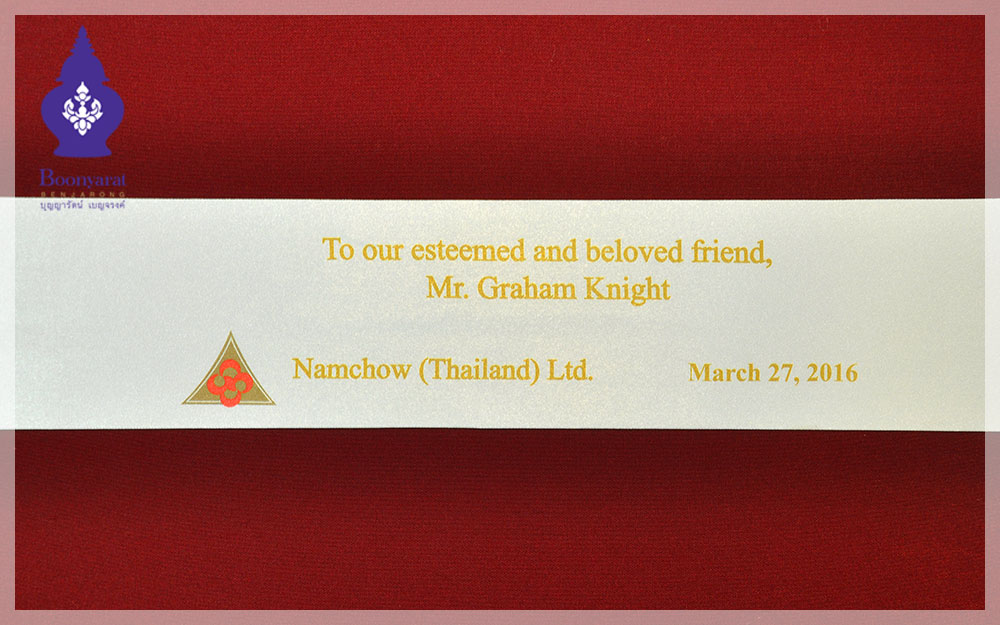 Boonyarat
BENJARONG
บุญญารัตน์ เบญจรงค์
To our esteemed and beloved friend,
Mr. Graham Knight
Namchow (Thailand) Ltd.
March 27, 2016